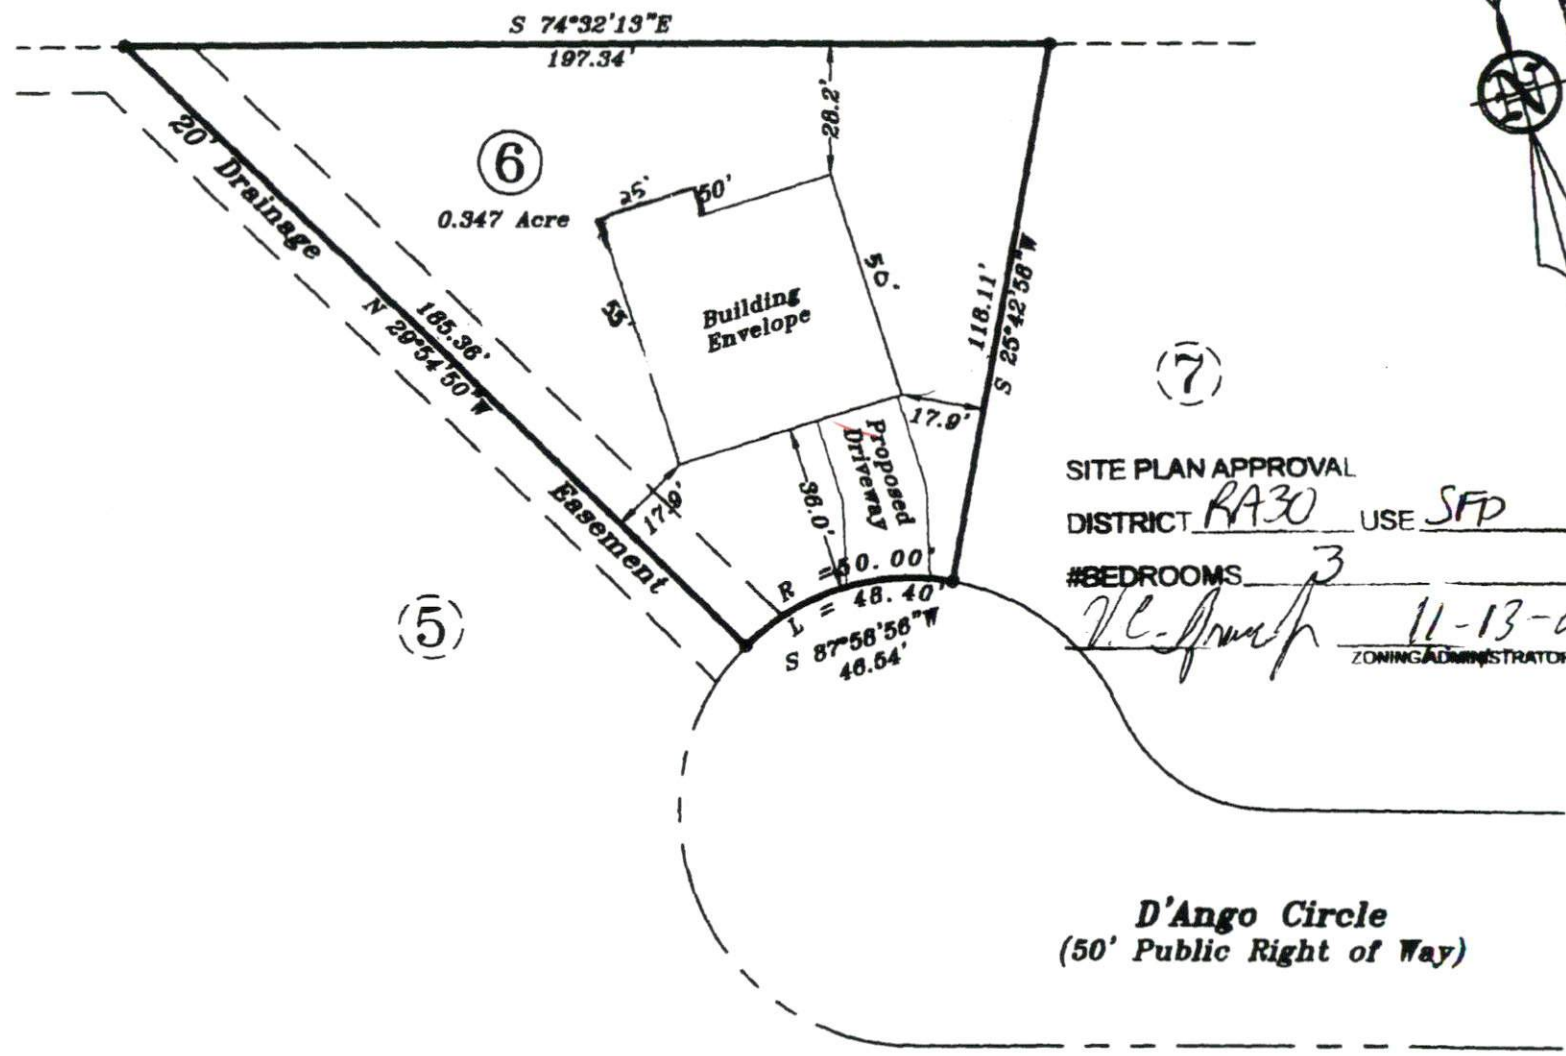 S 74°32'13"E
197.34'
N
28.2'
20' Drainage
Easement
6
0.347 Acre
25'
50'
50'
55'
Building
Envelope
185.36'
N 29°54'50"W
118.11'
S 25°42'58"W
17.9'
17.9'
36.0'
Proposed
Driveway
7
5
R = 50.00'
L = 48.40'
S 87°58'56"W
46.54'
SITE PLAN APPROVAL
DISTRICT RA30 USE SFD
#BEDROOMS 3
11-13-0
ZONING ADMINISTRATOR
D'Ango Circle
(50' Public Right of Way)